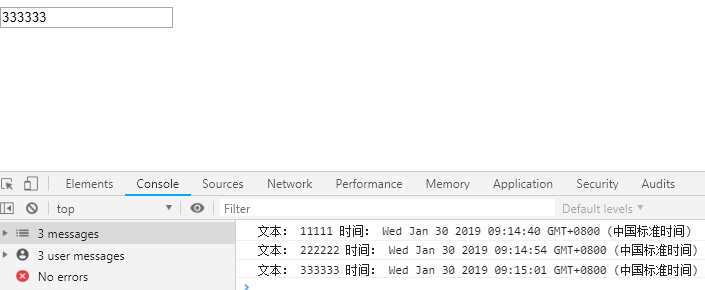 333333
Elements Console Sources Network Performance Memory Application Security Audits
top Filter Default levels
3 messages
3 user messages
No errors
文本： 11111 时间： Wed Jan 30 2019 09:14:40 GMT+0800 (中国标准时间)
文本： 222222 时间： Wed Jan 30 2019 09:14:54 GMT+0800 (中国标准时间)
文本： 333333 时间： Wed Jan 30 2019 09:15:01 GMT+0800 (中国标准时间)